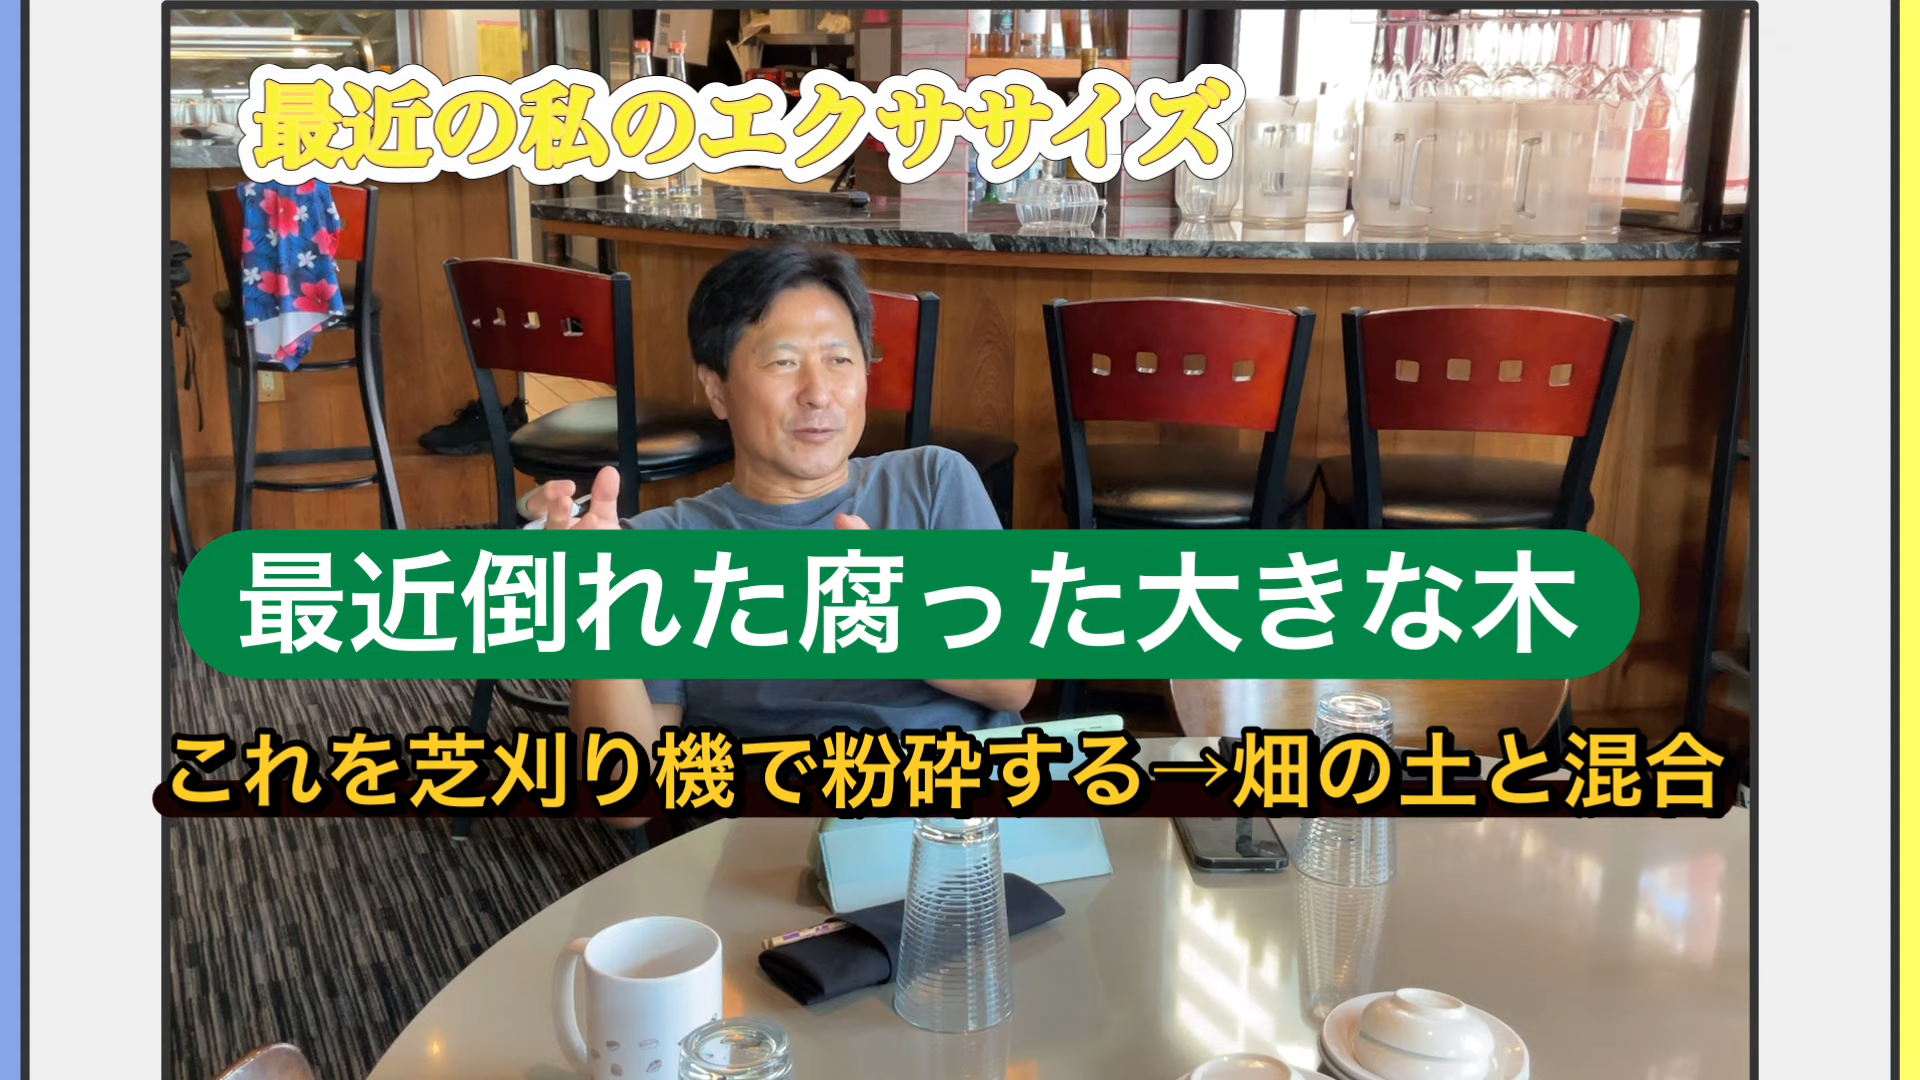 最近の私のエクササイズ
最近倒れた腐った大きな木
これを芝刈り機で粉砕する→畑の土と混合